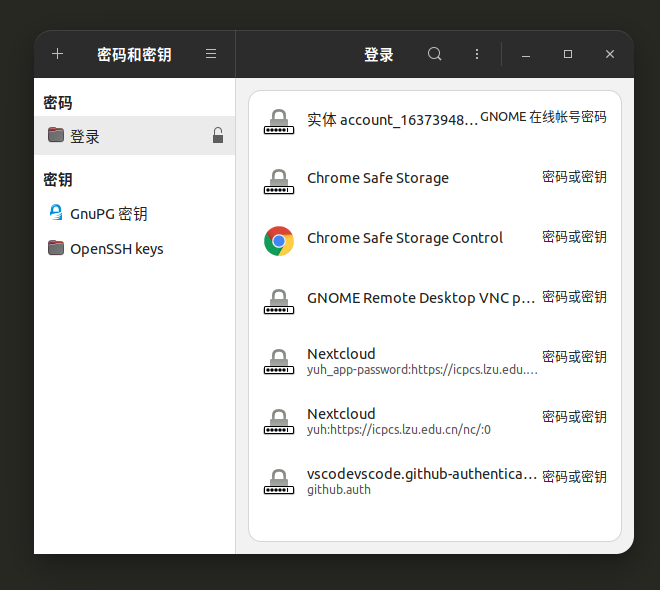 密码和密钥
登录
密码
登录
密钥
GnuPG 密钥
OpenSSH keys
实体 account_16373948… GNOME 在线帐号密码
Chrome Safe Storage 密码或密钥
Chrome Safe Storage Control 密码或密钥
GNOME Remote Desktop VNC p… 密码或密钥
Nextcloud 密码或密钥
yuh_app-password:https://icpcs.lzu.edu.…
Nextcloud 密码或密钥
yuh:https://icpcs.lzu.edu.cn/nc/:0
vscodevscode.github-authentica… 密码或密钥
github.auth